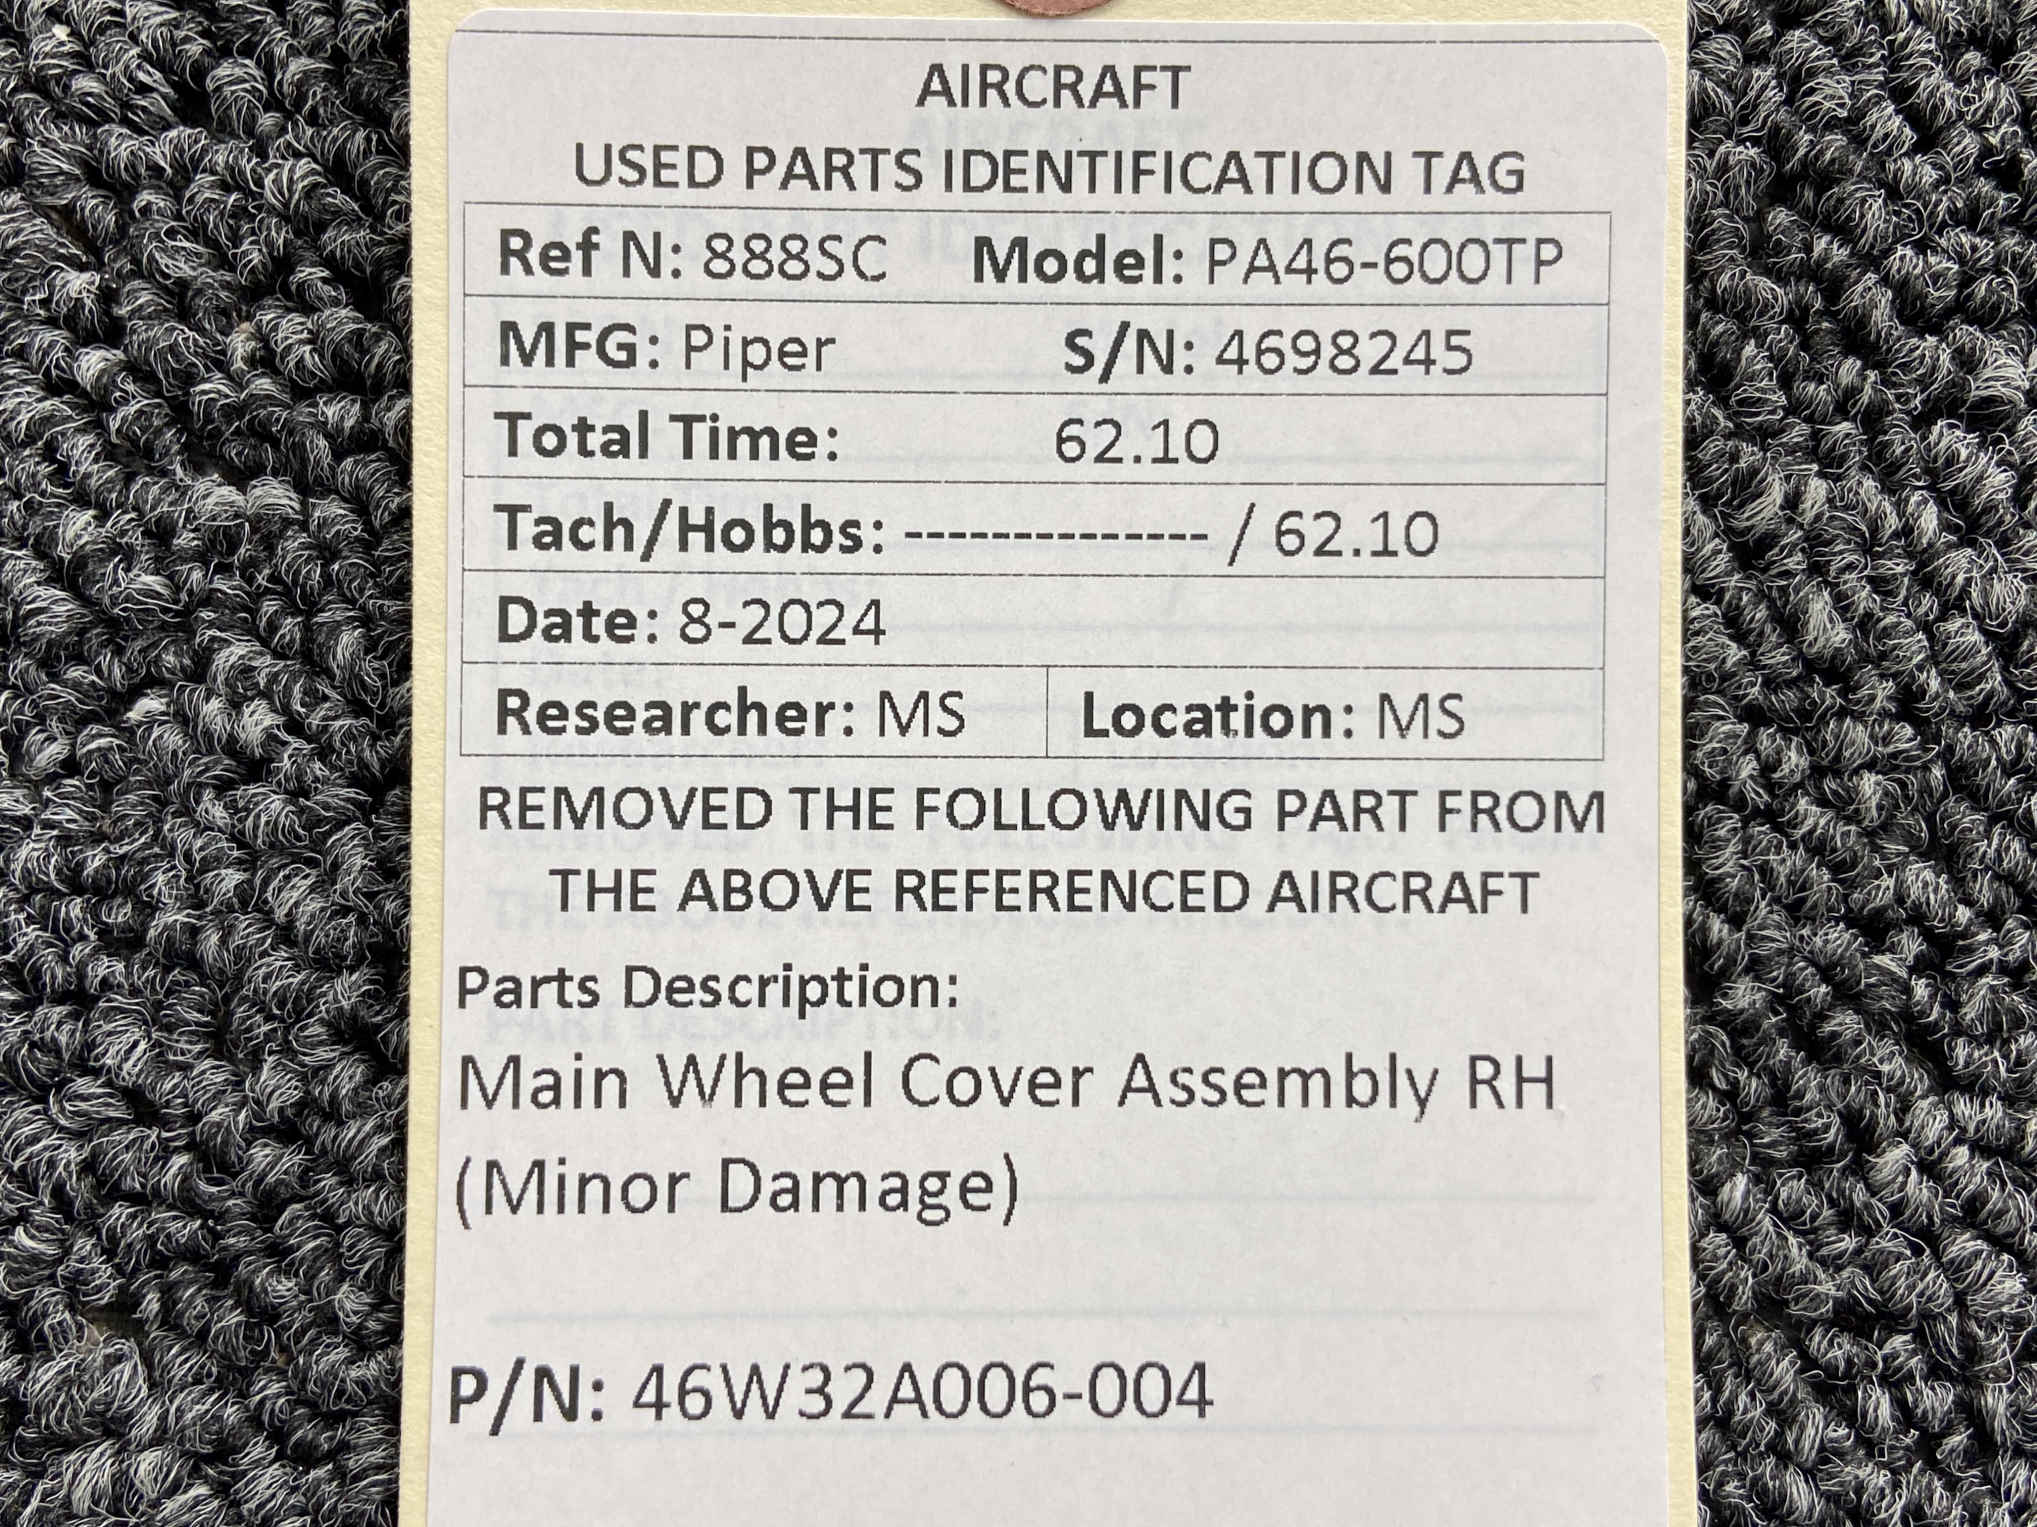 AIRCRAFT
USED PARTS IDENTIFICATION TAG
Ref N: 888SC Model: PA46-600TP
MFG: Piper S/N: 4698245
Total Time: 62.10
Tach/Hobbs: -------------- / 62.10
Date: 8-2024
Researcher: MS Location: MS
REMOVED THE FOLLOWING PART FROM
THE ABOVE REFERENCED AIRCRAFT
Parts Description:
Main Wheel Cover Assembly RH
(Minor Damage)
P/N: 46W32A006-004